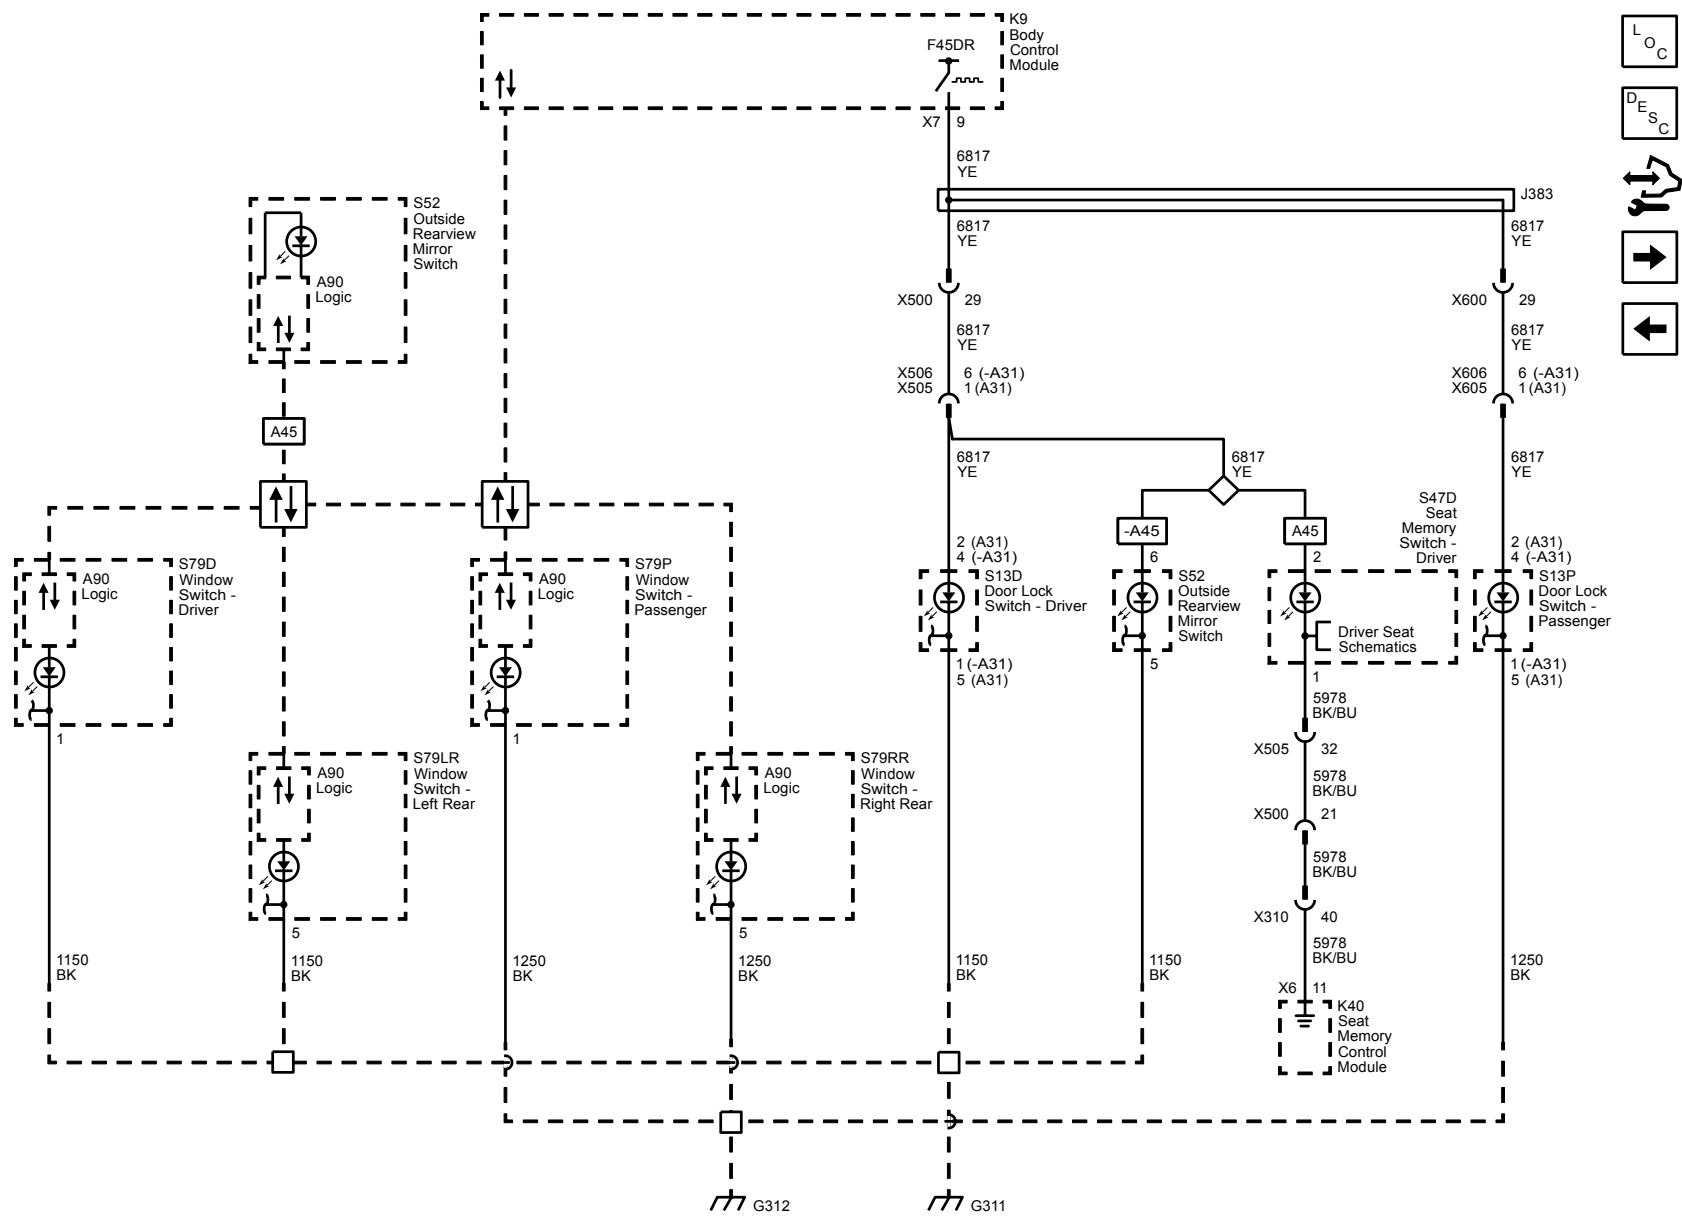 K9
Body
Control
Module
F45DR
X7 9
6817
YE
J383
6817
YE
6817
YE
S52
Outside
Rearview
Mirror
Switch
A90
Logic
X500 29
X600 29
6817
YE
6817
YE
X506 6 (-A31)
X505 1 (A31)
X606 6 (-A31)
X605 1 (A31)
A45
6817
YE
6817
YE
6817
YE
-A45
A45
S47D
Seat
Memory
Switch -
Driver
2 (A31)
4 (-A31)
6
2
2 (A31)
4 (-A31)
S79D
Window
Switch -
Driver
A90
Logic
S79P
Window
Switch -
Passenger
A90
Logic
S13D
Door Lock
Switch - Driver
S52
Outside
Rearview
Mirror
Switch
Driver Seat
Schematics
S13P
Door Lock
Switch -
Passenger
1 (-A31)
5 (A31)
5
1
1 (-A31)
5 (A31)
1
1
5978
BK/BU
X505 32
S79LR
Window
Switch -
Left Rear
A90
Logic
S79RR
Window
Switch -
Right Rear
A90
Logic
5978
BK/BU
X500 21
5978
BK/BU
X310 40
5
5
5978
BK/BU
1150
BK
1150
BK
1250
BK
1250
BK
1150
BK
1150
BK
1250
BK
X6 11
K40
Seat
Memory
Control
Module
G312
G311
L
O
C
D
E
S
C